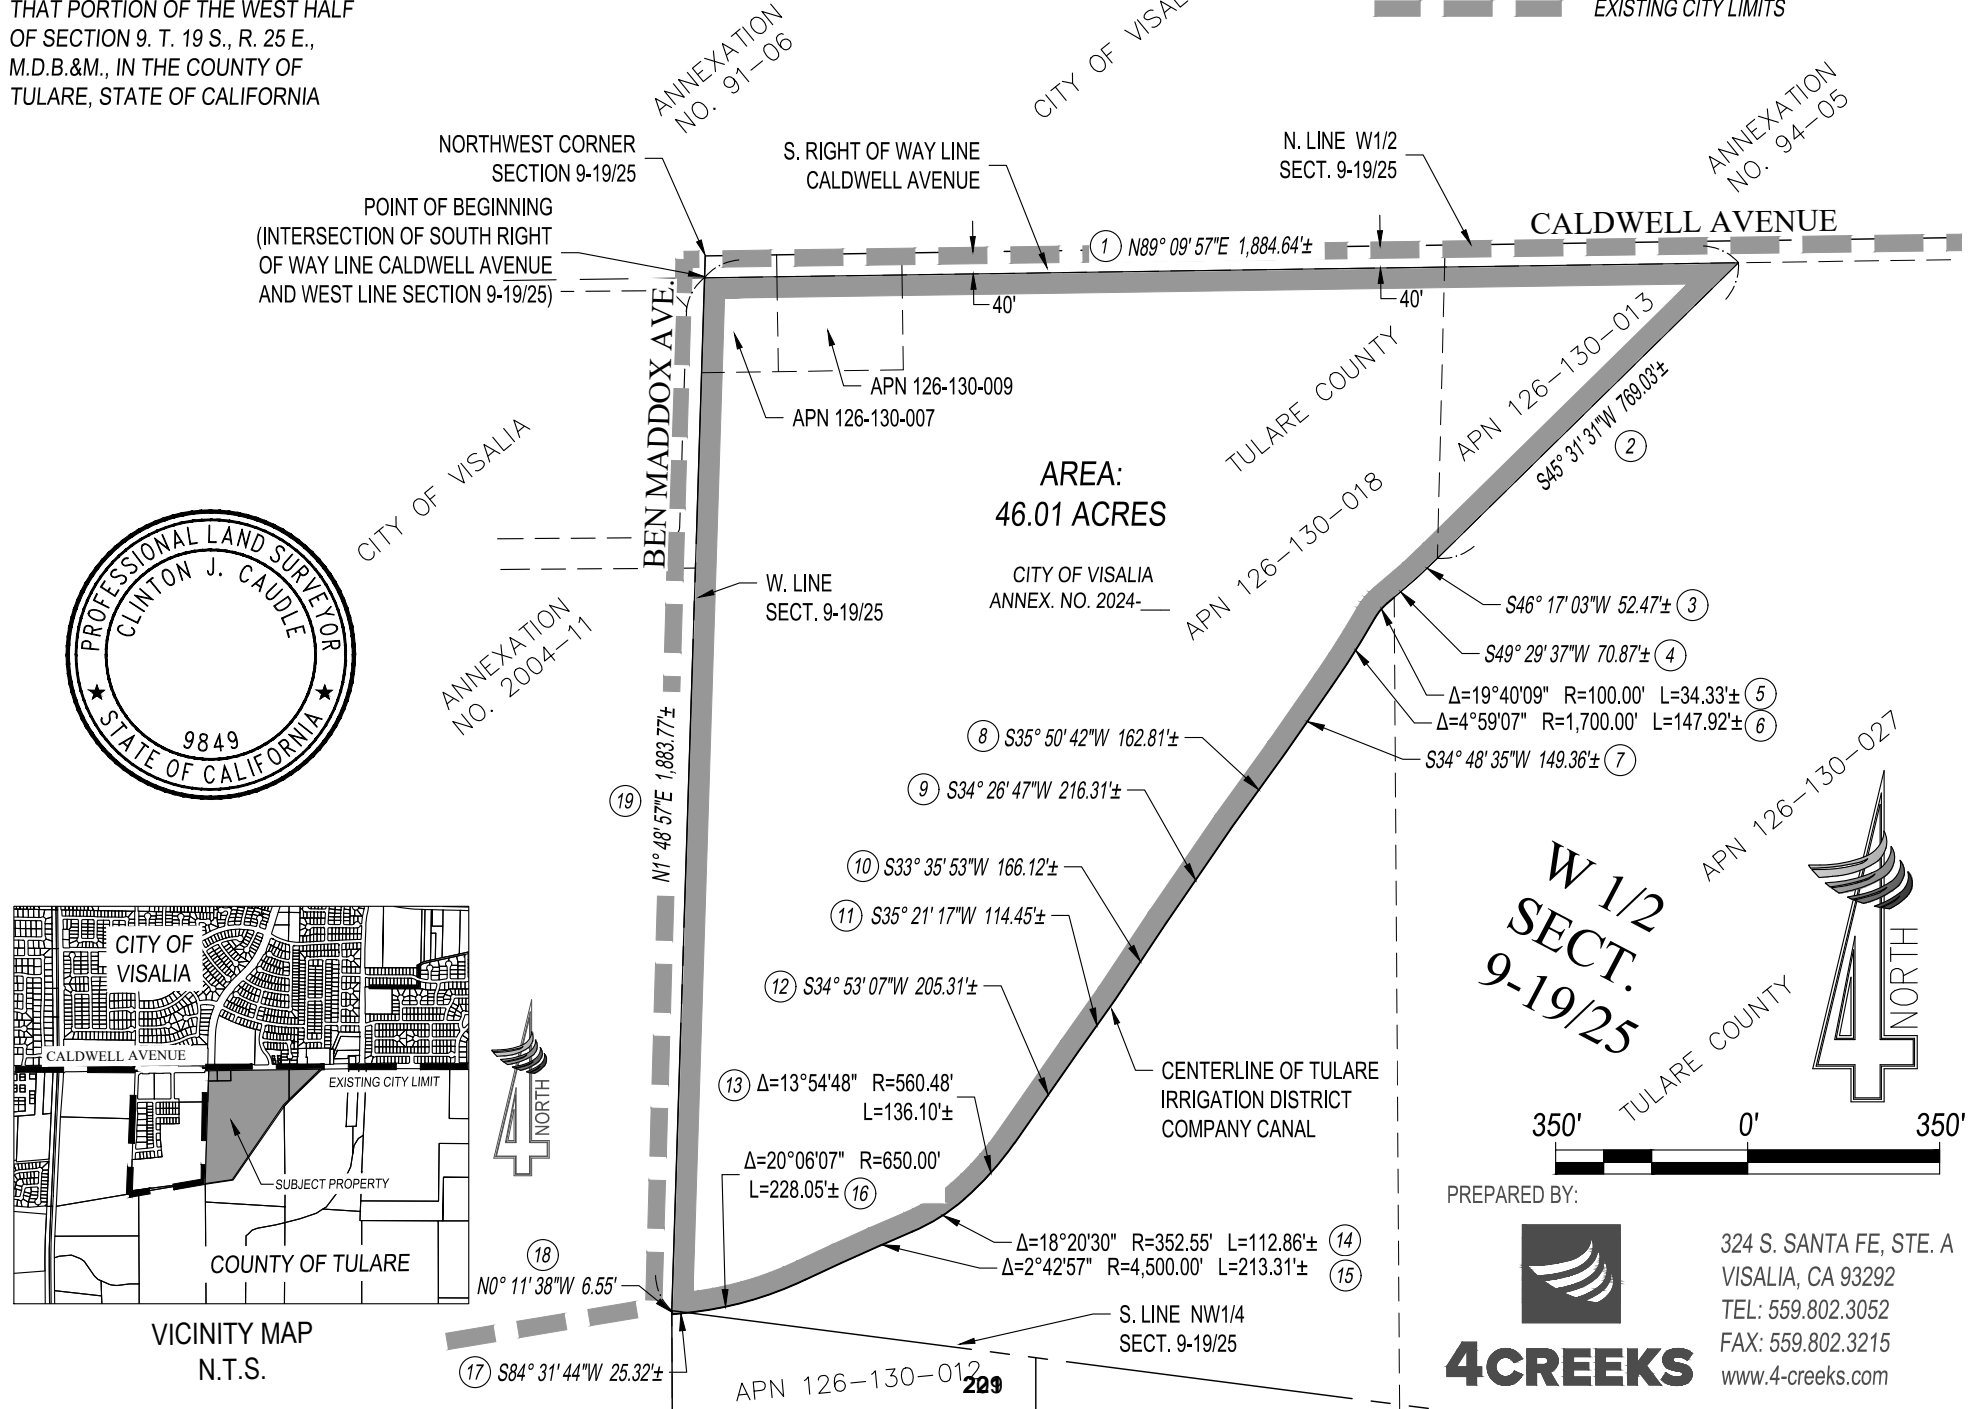 THAT PORTION OF THE WEST HALF
OF SECTION 9. T. 19 S., R. 25 E.,
M.D.B.&M., IN THE COUNTY OF
TULARE, STATE OF CALIFORNIA
ANNEXATION
NO. 91-06
CITY OF VISAL
EXISTING CITY LIMITS
ANNEXATION
NO. 94-05
NORTHWEST CORNER
SECTION 9-19/25
S. RIGHT OF WAY LINE
CALDWELL AVENUE
N. LINE W1/2
SECT. 9-19/25
POINT OF BEGINNING
(INTERSECTION OF SOUTH RIGHT
OF WAY LINE CALDWELL AVENUE
AND WEST LINE SECTION 9-19/25)
CALDWELL AVENUE
1 N89° 09' 57"E 1,884.64'±
40'
40'
BEN MADDOX AVE.
APN 126-130-009
APN 126-130-007
TULARE COUNTY
APN 126-130-013
S45° 31' 31"W 769.03'±
2
CITY OF VISALIA
AREA:
46.01 ACRES
CITY OF VISALIA
ANNEX. NO. 2024-___
APN 126-130-018
W. LINE
SECT. 9-19/25
ANNEXATION
NO. 2004-11
PROFESSIONAL LAND SURVEYOR
CLINTON J. CAUDLE
9849
STATE OF CALIFORNIA
S46° 17' 03"W 52.47'± 3
S49° 29' 37"W 70.87'± 4
Δ=19°40'09" R=100.00' L=34.33'± 5
Δ=4°59'07" R=1,700.00' L=147.92'± 6
S34° 48' 35"W 149.36'± 7
8 S35° 50' 42"W 162.81'±
9 S34° 26' 47"W 216.31'±
10 S33° 35' 53"W 166.12'±
11 S35° 21' 17"W 114.45'±
12 S34° 53' 07"W 205.31'±
13 Δ=13°54'48" R=560.48'
L=136.10'±
Δ=20°06'07" R=650.00'
L=228.05'± 16
Δ=18°20'30" R=352.55' L=112.86'± 14
Δ=2°42'57" R=4,500.00' L=213.31'± 15
19
N1° 48' 57"E 1,883.77'±
18
N0° 11' 38"W 6.55'
17 S84° 31' 44"W 25.32'±
CENTERLINE OF TULARE
IRRIGATION DISTRICT
COMPANY CANAL
S. LINE NW1/4
SECT. 9-19/25
APN 126-130-012
APN 126-130-027
W 1/2
SECT.
9-19/25
TULARE COUNTY
4
NORTH
350' 0' 350'
PREPARED BY:
4CREEKS
324 S. SANTA FE, STE. A
VISALIA, CA 93292
TEL: 559.802.3052
FAX: 559.802.3215
www.4-creeks.com
CITY OF
VISALIA
CALDWELL AVENUE
EXISTING CITY LIMIT
SUBJECT PROPERTY
COUNTY OF TULARE
VICINITY MAP
N.T.S.
4
NORTH